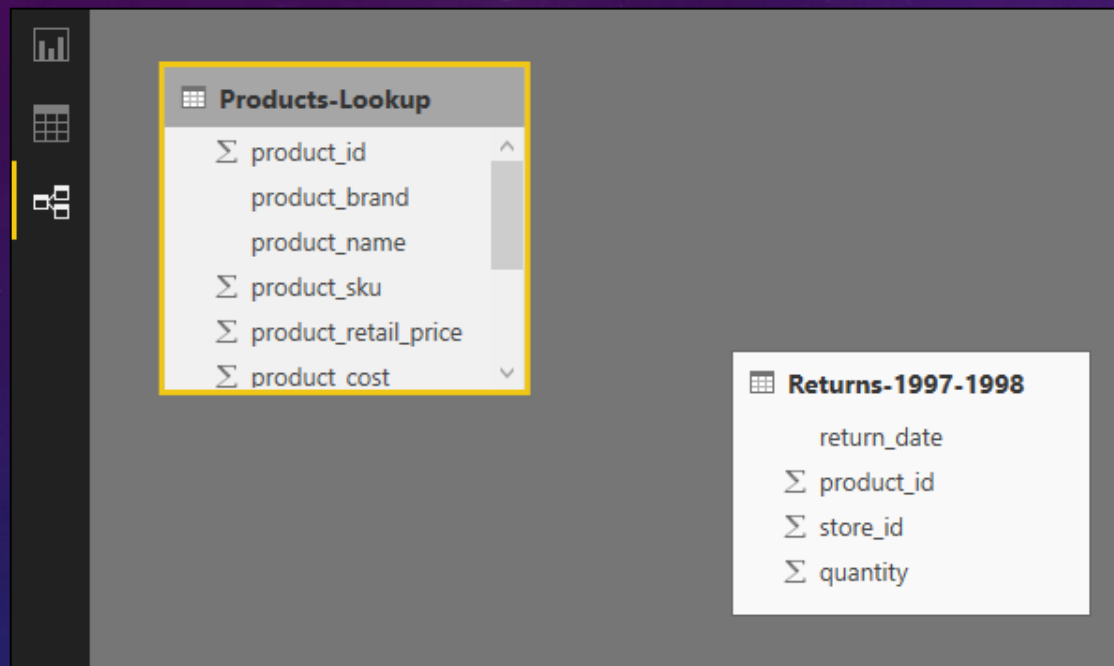 Products-Lookup
Σ product_id
product_brand
product_name
Σ product_sku
Σ product_retail_price
Σ product_cost
Returns-1997-1998
return_date
Σ product_id
Σ store_id
Σ quantity